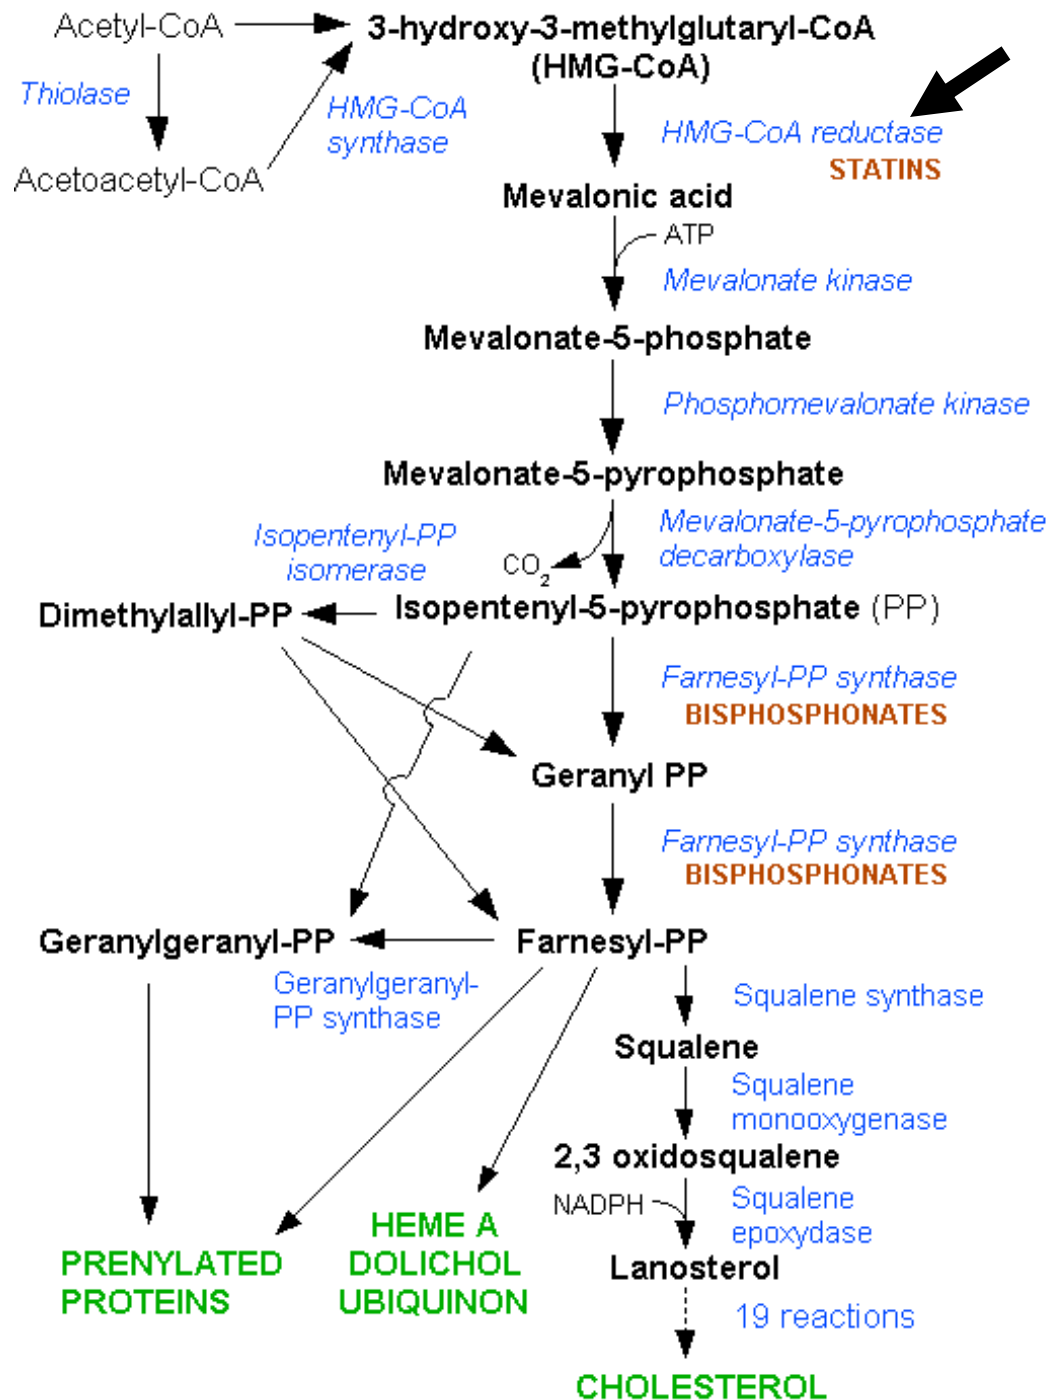 Acetyl-CoA
3-hydroxy-3-methylglutaryl-CoA
(HMG-CoA)
Thiolase
HMG-CoA
synthase
HMG-CoA reductase
STATINS
Acetoacetyl-CoA
Mevalonic acid
ATP
Mevalonate kinase
Mevalonate-5-phosphate
Phosphomevalonate kinase
Mevalonate-5-pyrophosphate
Isopentenyl-PP
isomerase
CO2
Mevalonate-5-pyrophosphate
decarboxylase
Dimethylallyl-PP
Isopentenyl-5-pyrophosphate (PP)
Farnesyl-PP synthase
BISPHOSPHONATES
Geranyl PP
Farnesyl-PP synthase
BISPHOSPHONATES
Geranylgeranyl-PP
Farnesyl-PP
Geranylgeranyl-
PP synthase
Squalene synthase
Squalene
Squalene
monooxygenase
2,3 oxidosqualene
NADPH
Squalene
epoxydase
Lanosterol
PRENYLATED
PROTEINS
HEME A
DOLICHOL
UBIQUINON
19 reactions
CHOLESTEROL